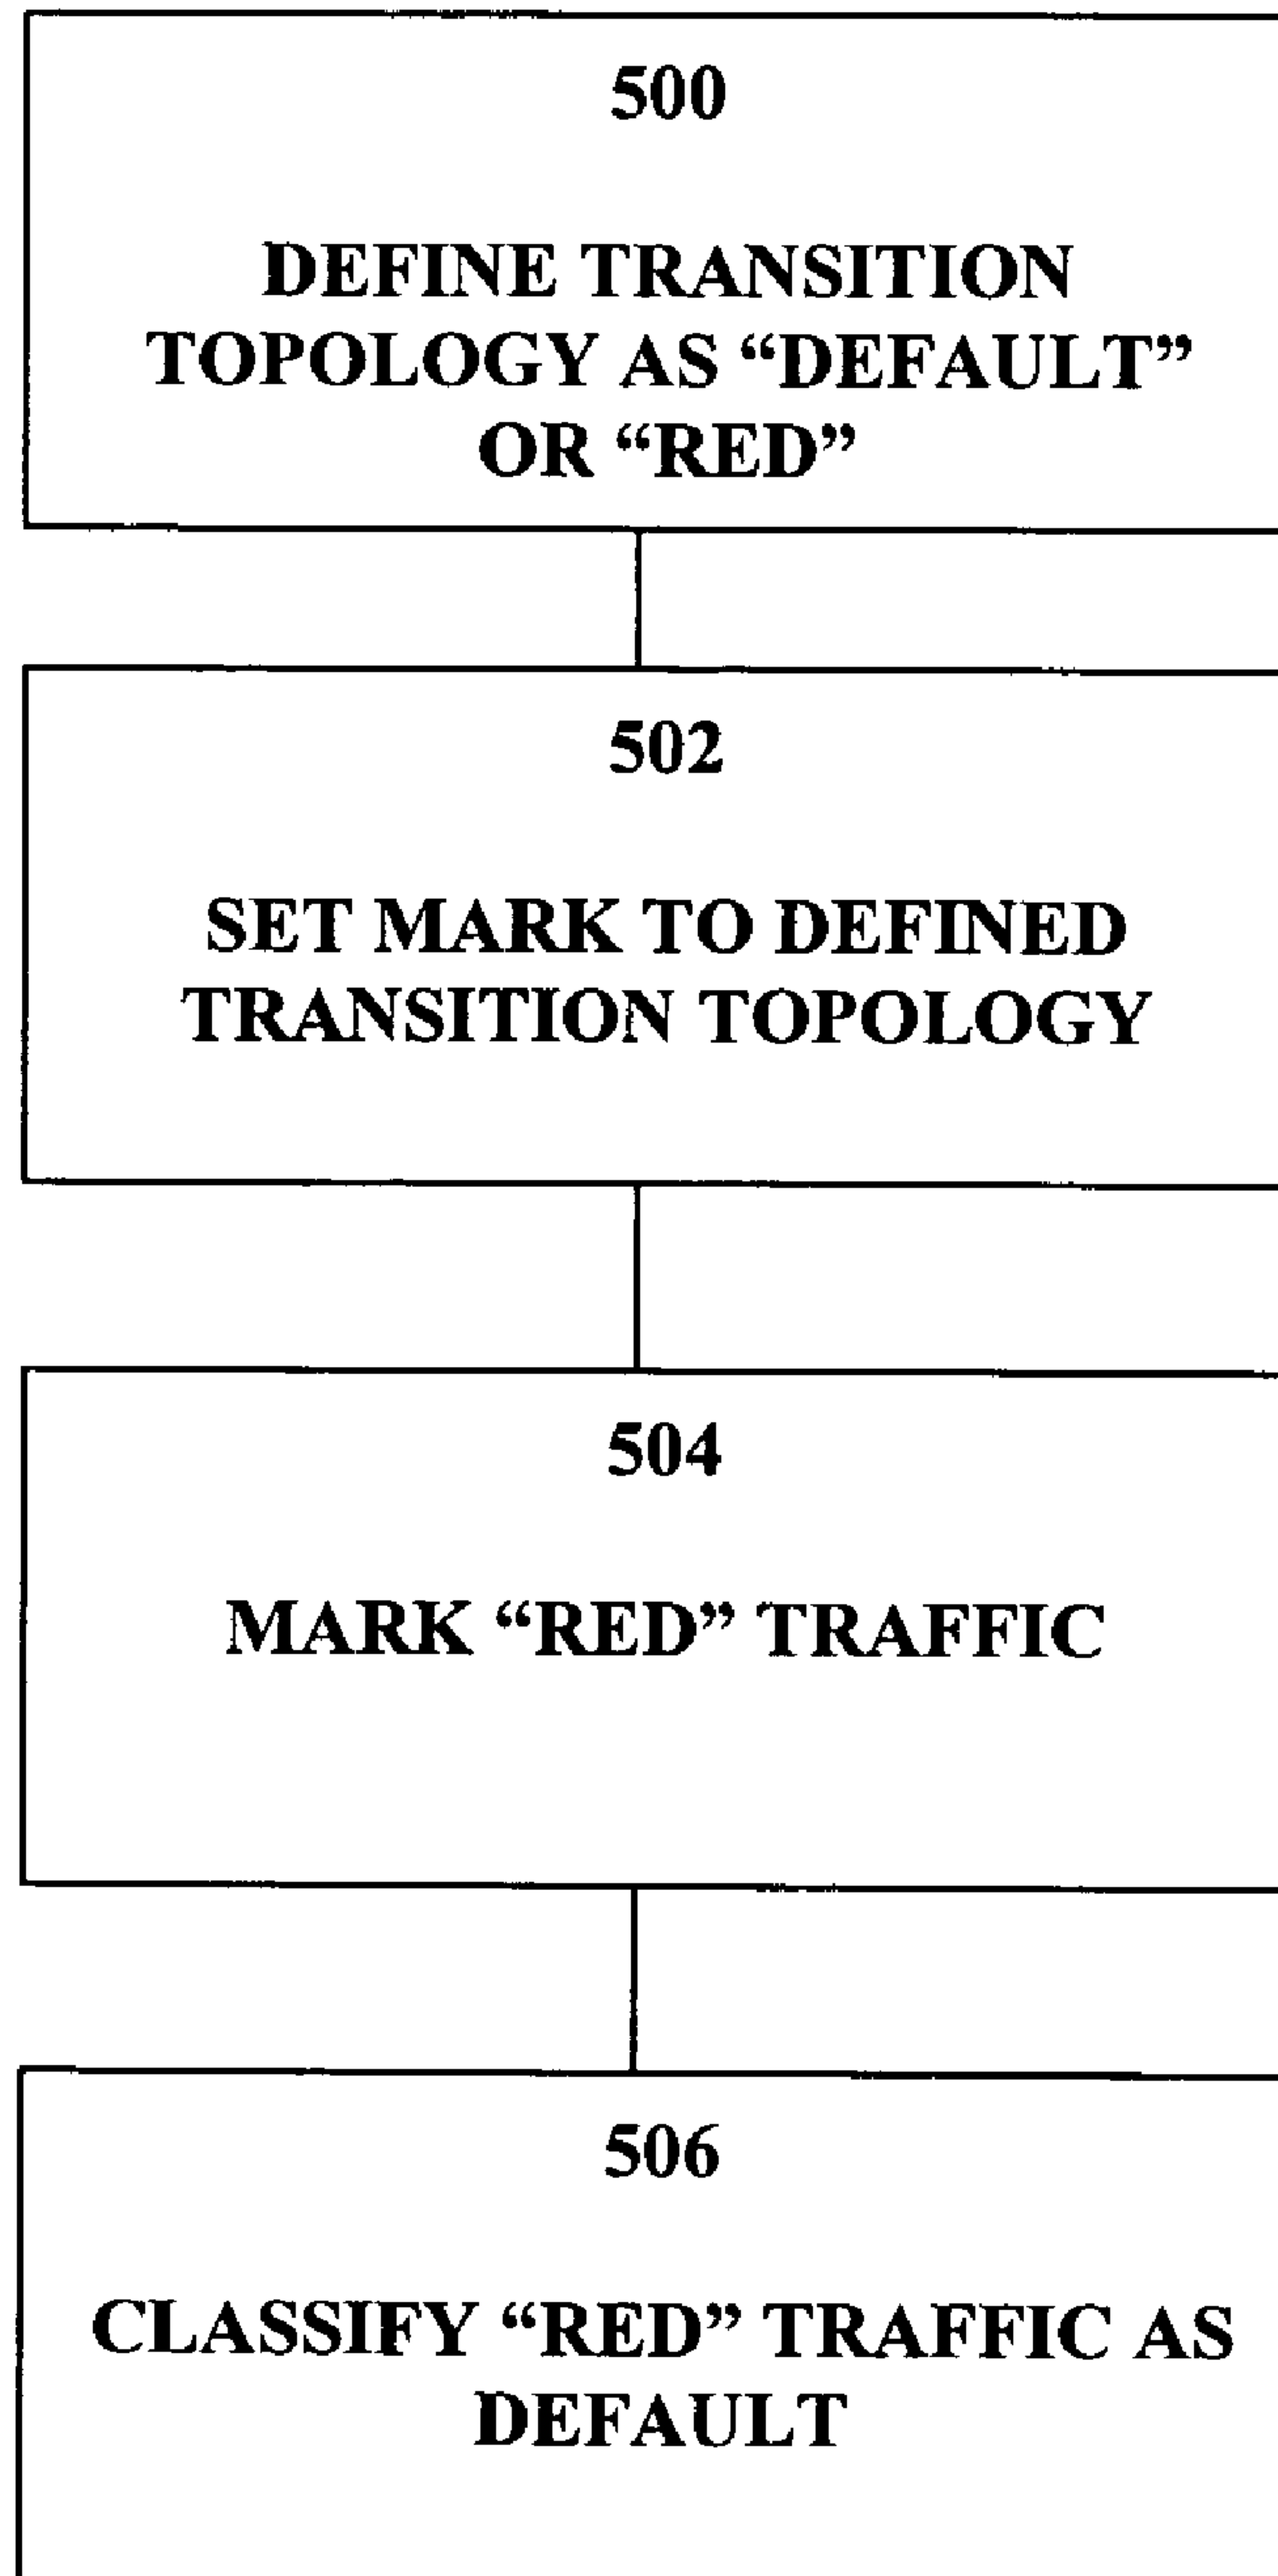 500
DEFINE TRANSITION
TOPOLOGY AS “DEFAULT”
OR “RED”
502
SET MARK TO DEFINED
TRANSITION TOPOLOGY
504
MARK “RED” TRAFFIC
506
CLASSIFY “RED” TRAFFIC AS
DEFAULT